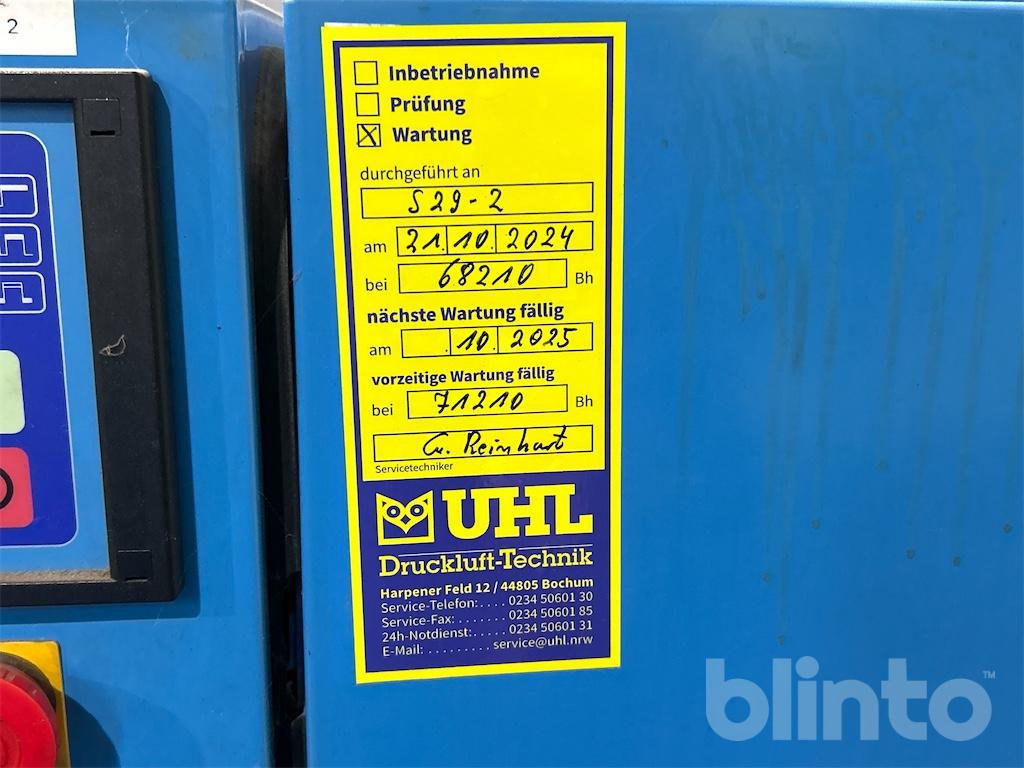 2
Inbetriebnahme
Prüfung
X Wartung
durchgeführt an
S29-2
am 21. 10. 2024
bei 68210 Bh
nächste Wartung fällig
am . 10. 2025
vorzeitige Wartung fällig
bei 71210 Bh
G. Reinhart
Servicetechniker
UHL
Druckluft-Technik
Harpener Feld 12 / 44805 Bochum
Service-Telefon:.... 0234 50601 30
Service-Fax:....... 0234 50601 85
24h-Notdienst:..... 0234 50601 31
E-Mail:......... service@uhl.nrw
blinto™